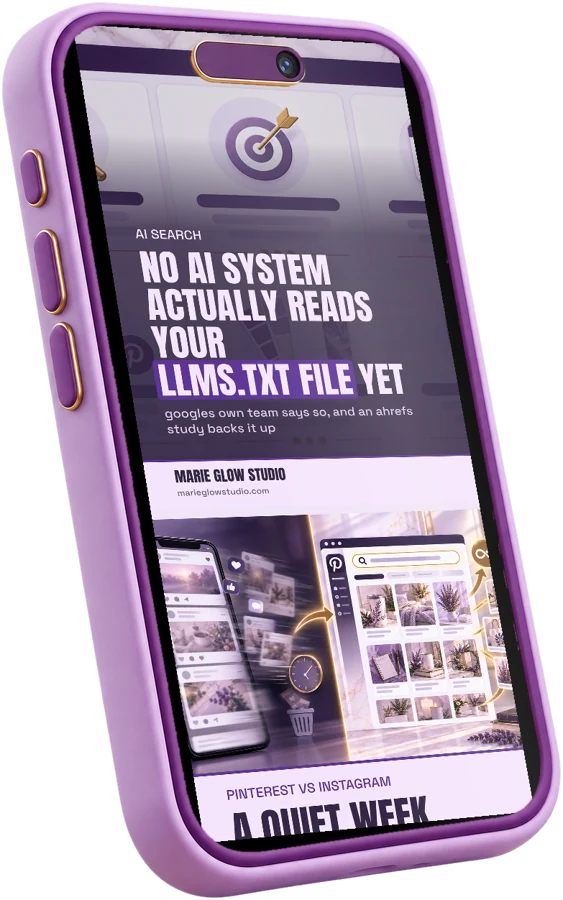 AI SEARCH
NO AI SYSTEM
ACTUALLY READS
YOUR
LLMS.TXT FILE YET
googles own team says so, and an ahrefs
study backs it up
MARIE GLOW STUDIO
marieglowstudio.com
PINTEREST VS INSTAGRAM
A QUIET WEEK